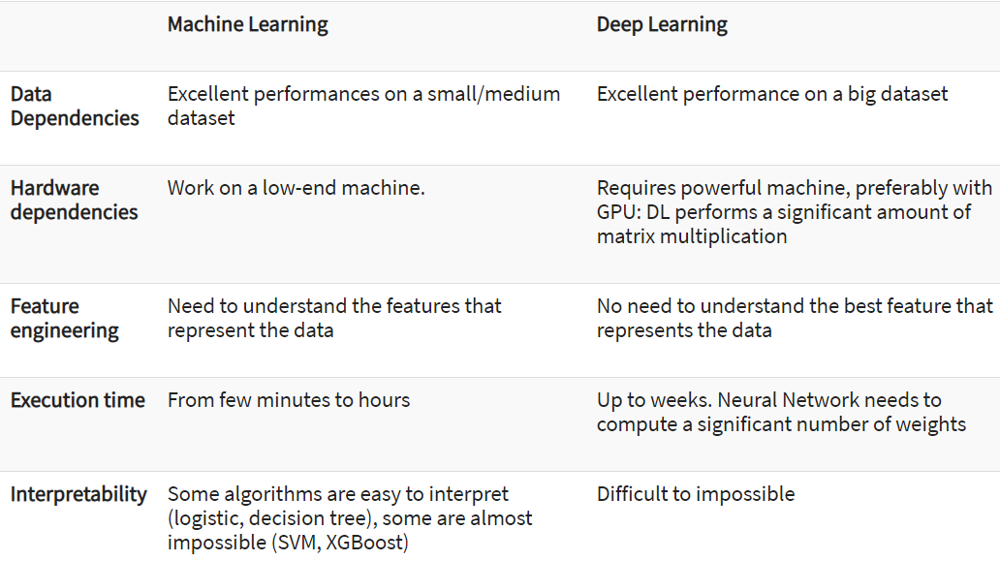 Machine Learning
Deep Learning
Data
Dependencies
Excellent performances on a small/medium
dataset
Excellent performance on a big dataset
Hardware
dependencies
Work on a low-end machine.
Requires powerful machine, preferably with
GPU: DL performs a significant amount of
matrix multiplication
Feature
engineering
Need to understand the features that
represent the data
No need to understand the best feature that
represents the data
Execution time
From few minutes to hours
Up to weeks. Neural Network needs to
compute a significant number of weights
Interpretability
Some algorithms are easy to interpret
(logistic, decision tree), some are almost
impossible (SVM, XGBoost)
Difficult to impossible